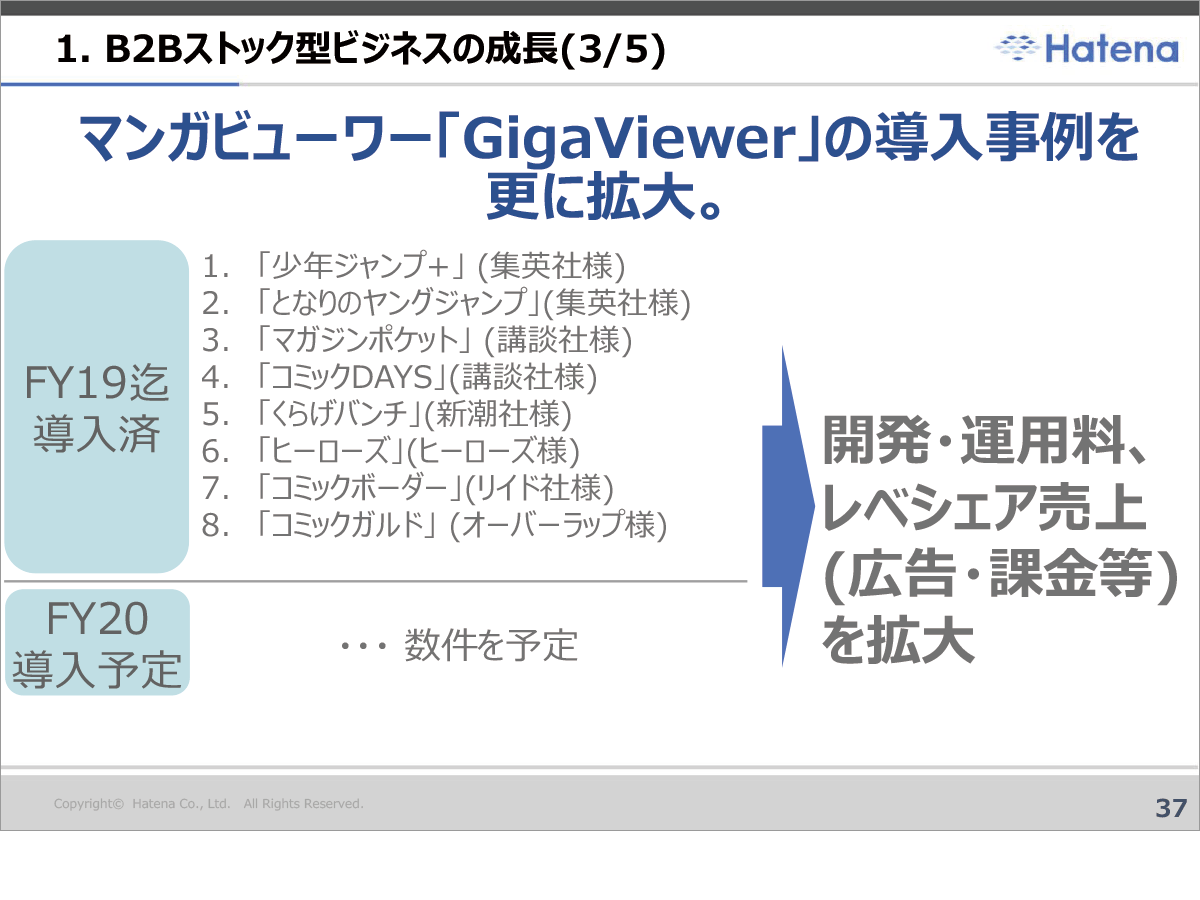 1. B2Bストック型ビジネスの成長(3/5)
Hatena
マンガビューワー「GigaViewer」の導入事例を
更に拡大。
FY19迄
導入済
1. 「少年ジャンプ+」 (集英社様)
2. 「となりのヤングジャンプ」(集英社様)
3. 「マガジンポケット」 (講談社様)
4. 「コミックDAYS」(講談社様)
5. 「くらげバンチ」(新潮社様)
6. 「ヒーローズ」(ヒーローズ様)
7. 「コミックボーダー」(リイド社様)
8. 「コミックガルド」 (オーバーラップ様)
FY20
導入予定
・・・ 数件を予定
開発・運用料、
レベシェア売上
(広告・課金等)
を拡大
Copyright© Hatena Co., Ltd. All Rights Reserved.
37